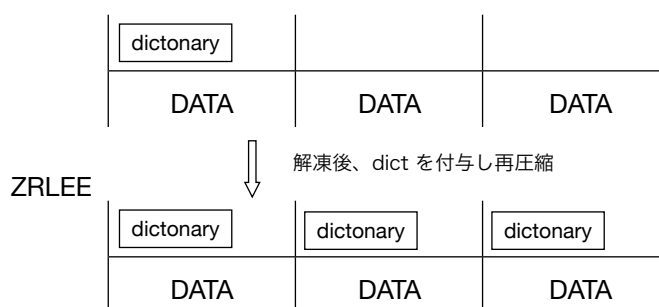 dictonary
DATA DATA DATA
解凍後、dict を付与し再圧縮
ZRLEE
dictonary dictonary dictonary
DATA DATA DATA